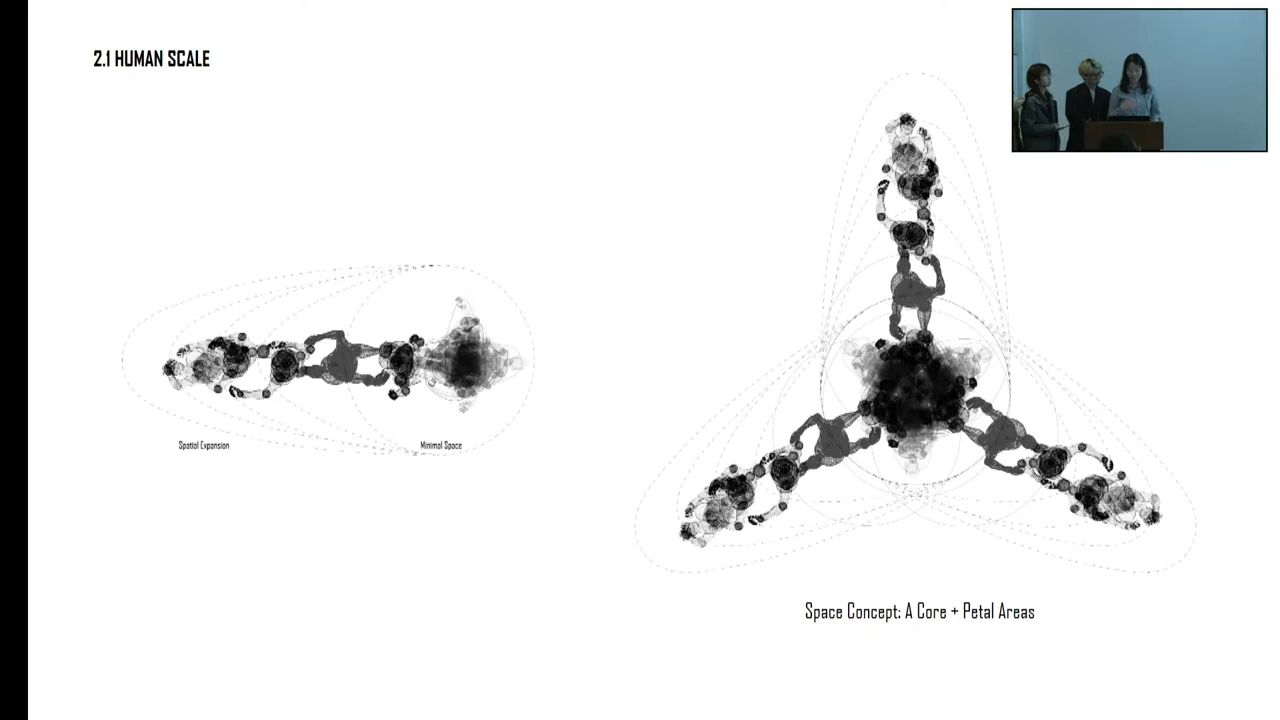 2.1 HUMAN SCALE
Spatial Expansion
Minimal Space
Space Concept: A Core + Petal Areas